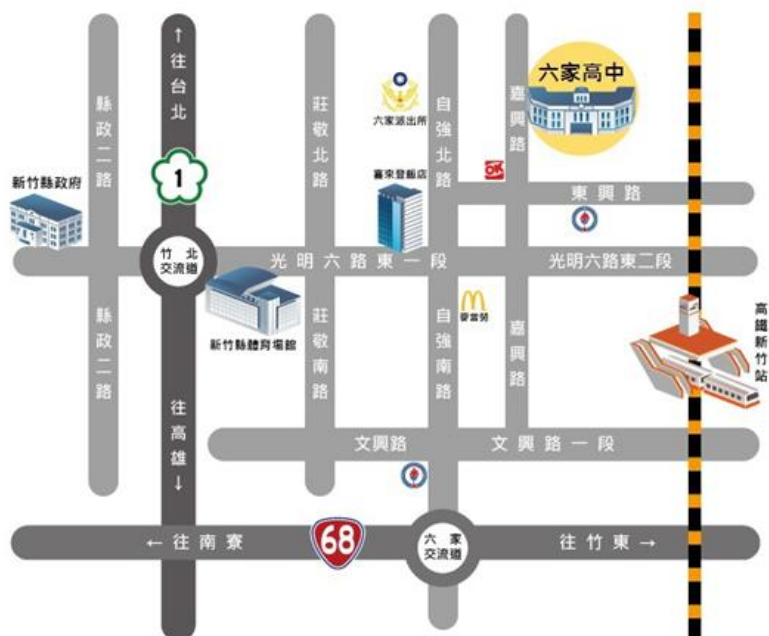 ↑往台北
縣政二路
莊敬北路
六家派出所
自強北路
嘉興路
六家高中
1
新竹縣政府
喜來登飯店
OK
東興路
竹北
交流道
光明六路東一段
光明六路東二段
縣政二路
新竹縣體育場館
莊敬南路
麥當勞
自強南路
嘉興路
高鐵新竹站
往高雄↓
文興路
文興路一段
←往南寮
68
六家
交流道
往竹東→